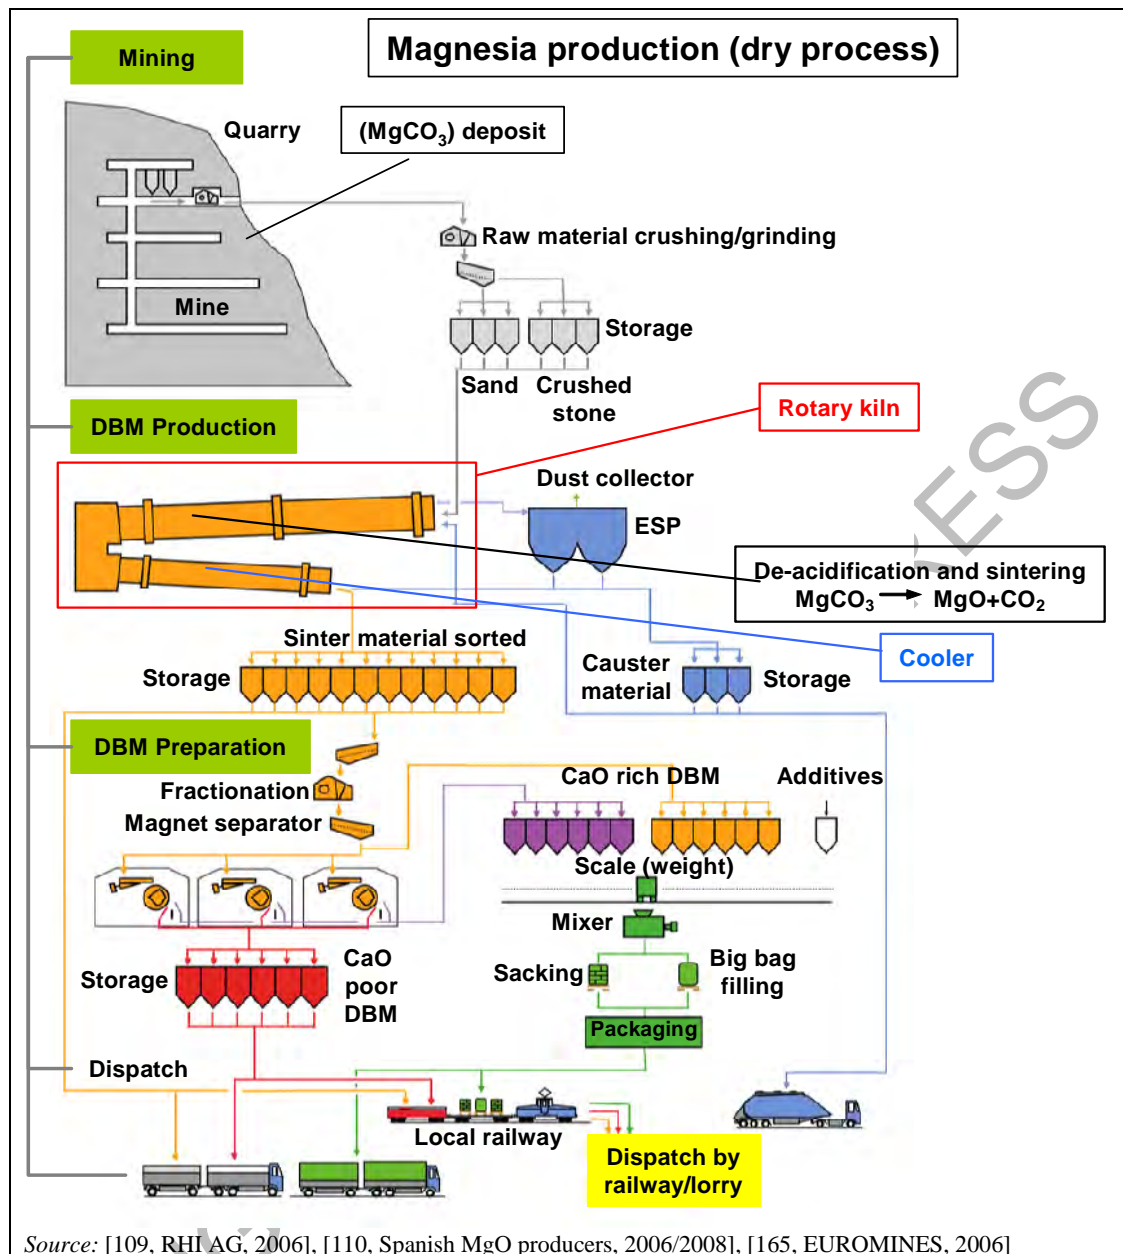 Magnesia production (dry process)
Mining
Quarry
(MgCO₃) deposit
Raw material crushing/grinding
Mine
Storage
Sand
Crushed
stone
Rotary kiln
DBM Production
Dust collector
ESP
De-acidification and sintering
MgCO₃ → MgO+CO₂
Sinter material sorted
Cooler
Storage
Causter
material
Storage
DBM Preparation
CaO rich DBM
Additives
Fractionation
Magnet separator
Scale (weight)
Mixer
Storage
CaO
poor
DBM
Sacking
Big bag
filling
Packaging
Dispatch
Local railway
Dispatch by
railway/lorry
Source: [109, RHI AG, 2006], [110, Spanish MgO producers, 2006/2008], [165, EUROMINES, 2006]